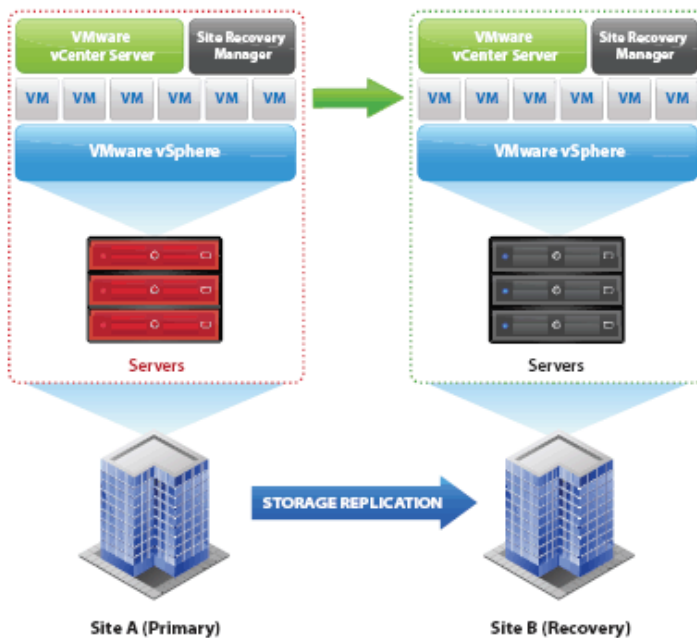 VMware
vCenter Server
Site Recovery
Manager
VMware
vCenter Server
Site Recovery
Manager
VM VM VM VM VM VM
VM VM VM VM VM VM
VMware vSphere
VMware vSphere
Servers
Servers
STORAGE REPLICATION
Site A (Primary)
Site B (Recovery)